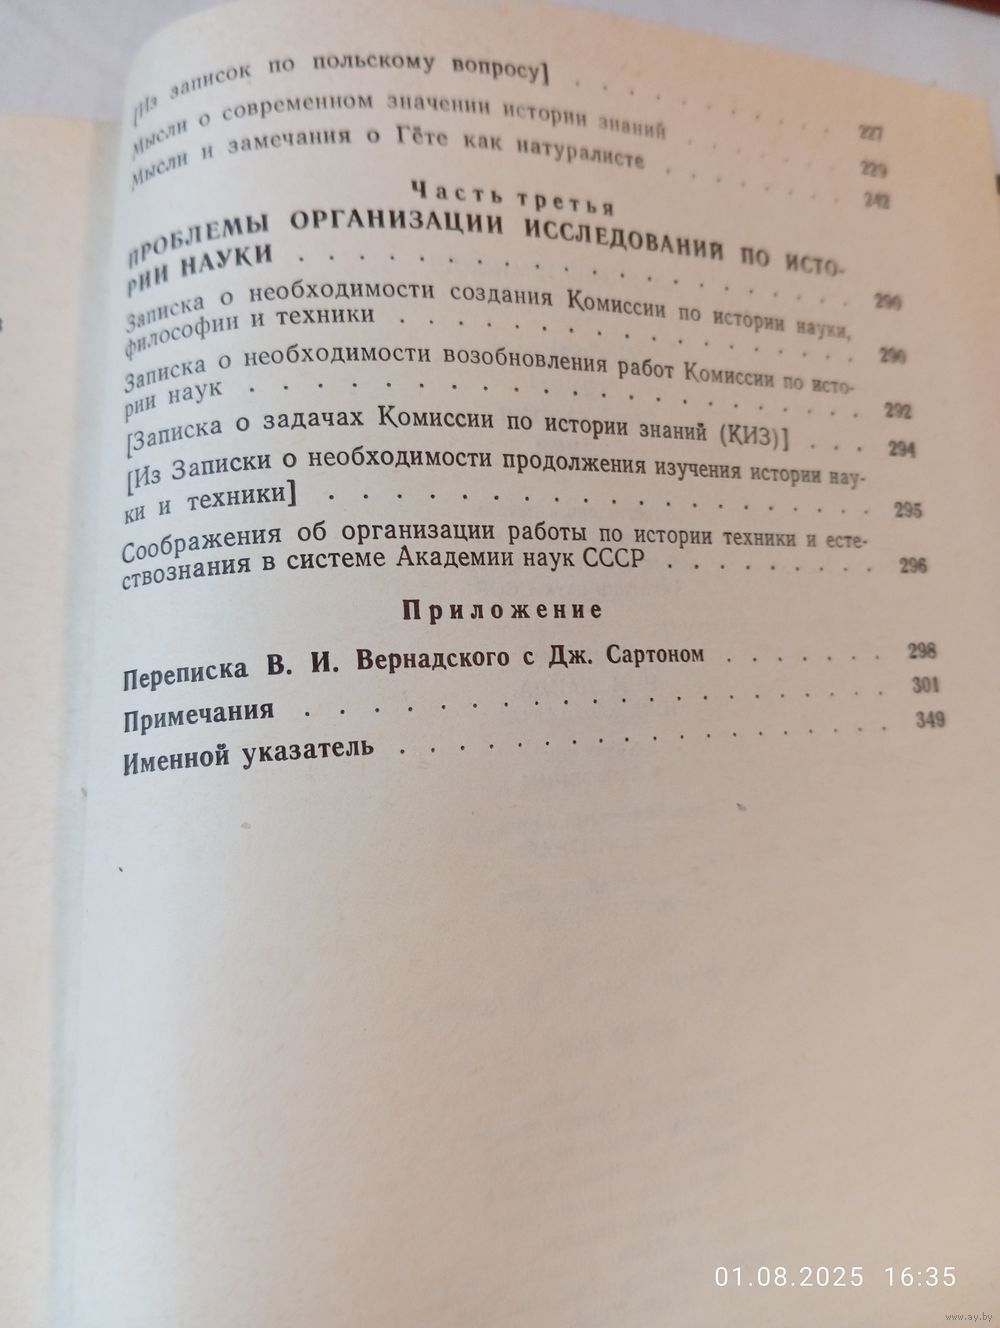 [Из записок по польскому вопросу] . . . . . . . . . 227
Мысли о современном значении истории знаний . . . . . . 229
Мысли и замечания о Гёте как натуралисте . . . . . . 242
Часть третья
ПРОБЛЕМЫ ОРГАНИЗАЦИИ ИССЛЕДОВАНИЙ ПО ИСТО-
РИИ НАУКИ . . . . . . . . . . . . . . . . 290
Записка о необходимости создания Комиссии по истории науки,
философии и техники . . . . . . . . . . . . . 290
Записка о необходимости возобновления работ Комиссии по исто-
рии наук . . . . . . . . . . . . . . . . . . 292
[Записка о задачах Комиссии по истории знаний (КИЗ)] . . . 294
[Из Записки о необходимости продолжения изучения истории нау-
ки и техники] . . . . . . . . . . . . . . . . 295
Соображения об организации работы по истории техники и есте-
ствознания в системе Академии наук СССР . . . . . . . . 296
Приложение
Переписка В. И. Вернадского с Дж. Сартоном . . . . . . 298
Примечания . . . . . . . . . . . . . . . . . . 301
Именной указатель . . . . . . . . . . . . . . . 349
01.08.2025 16:35
www.ay.by